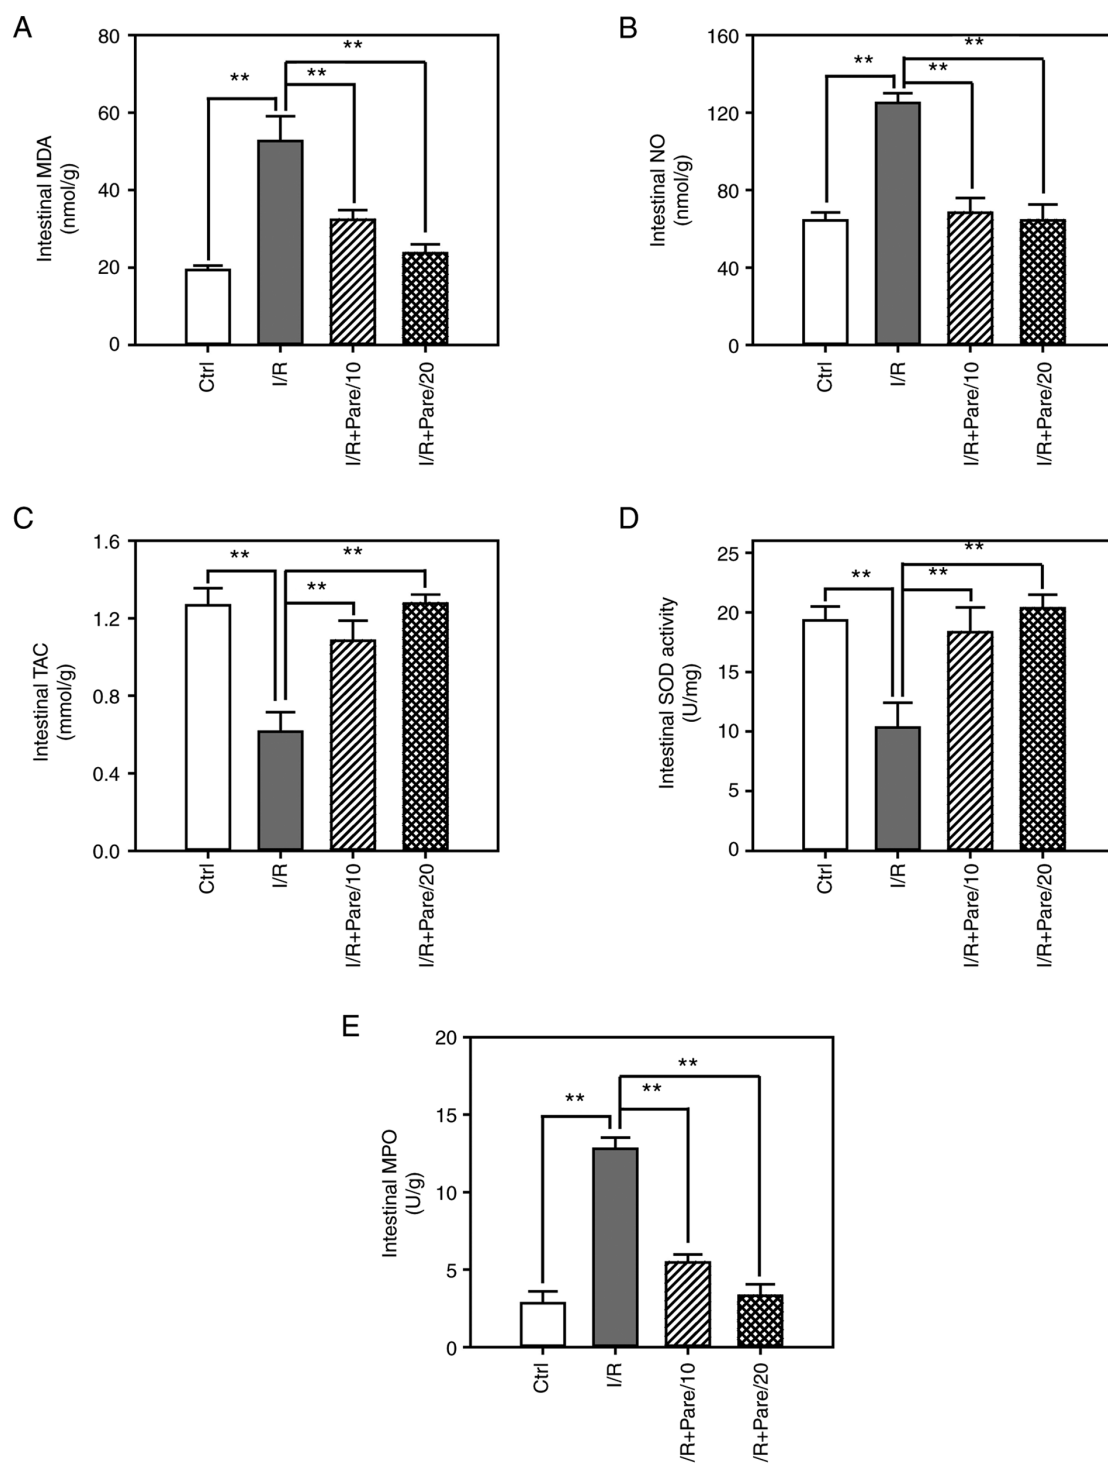 A
80
60
40
20
0
Intestinal MDA
(nmol/g)
**
**
**
Ctrl
I/R
I/R+Pare/10
I/R+Pare/20
B
160
120
80
40
0
Intestinal NO
(nmol/g)
**
**
**
Ctrl
I/R
I/R+Pare/10
I/R+Pare/20
C
1.6
1.2
0.8
0.4
0.0
Intestinal TAC
(mmol/g)
**
**
**
Ctrl
I/R
I/R+Pare/10
I/R+Pare/20
D
25
20
15
10
5
0
Intestinal SOD activity
(U/mg)
**
**
**
Ctrl
I/R
I/R+Pare/10
I/R+Pare/20
E
20
15
10
5
0
Intestinal MPO
(U/g)
**
**
**
Ctrl
I/R
/R+Pare/10
/R+Pare/20